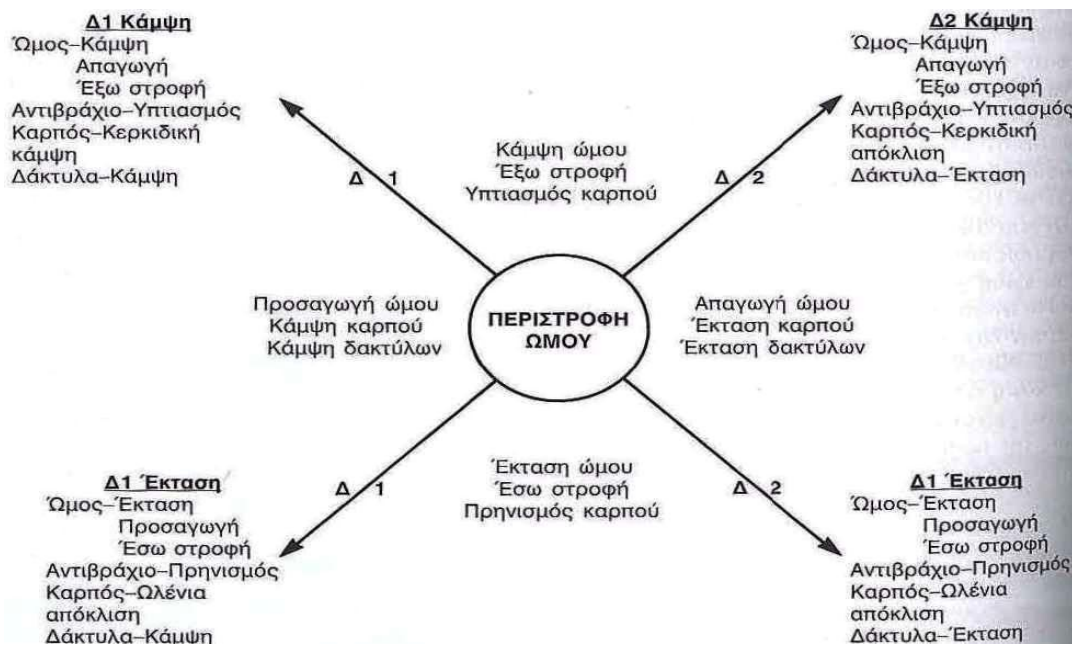 Δ1 Κάμψη
Ώμος–Κάμψη
Απαγωγή
Έξω στροφή
Αντιβράχιο–Υπτιασμός
Καρπός–Κερκιδική
κάμψη
Δάκτυλα–Κάμψη
Δ2 Κάμψη
Ώμος–Κάμψη
Απαγωγή
Έξω στροφή
Αντιβράχιο–Υπτιασμός
Καρπός–Κερκιδική
απόκλιση
Δάκτυλα–Έκταση
Δ 1
Κάμψη ώμου
Έξω στροφή
Υπτιασμός καρπού
Δ 2
Προσαγωγή ώμου
Κάμψη καρπού
Κάμψη δακτύλων
ΠΕΡΙΣΤΡΟΦΗ
ΩΜΟΥ
Απαγωγή ώμου
Έκταση καρπού
Έκταση δακτύλων
Δ 1
Έκταση ώμου
Έσω στροφή
Πρηνισμός καρπού
Δ 2
Δ1 Έκταση
Ώμος–Έκταση
Προσαγωγή
Έσω στροφή
Αντιβράχιο–Πρηνισμός
Καρπός–Ωλένια
απόκλιση
Δάκτυλα–Κάμψη
Δ1 Έκταση
Ώμος–Έκταση
Προσαγωγή
Έσω στροφή
Αντιβράχιο–Πρηνισμός
Καρπός–Ωλένια
απόκλιση
Δάκτυλα–Έκταση